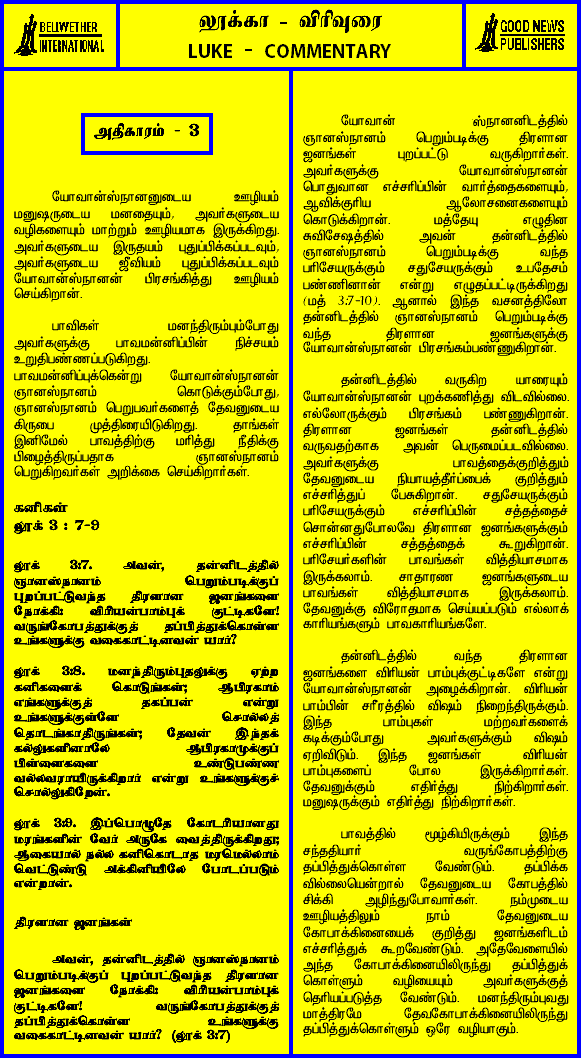 BELLWETHER
INTERNATIONAL
லூக்கா - விரிவுரை
LUKE - COMMENTARY
GOOD NEWS
PUBLISHERS
அதிகாரம் - 3
யோவான்ஸ்நானனுடைய ஊழியம்
மனுஷருடைய மனதையும், அவர்களுடைய
வழிகளையும் மாற்றும் ஊழியமாக இருக்கிறது.
அவர்களுடைய இருதயம் புதுப்பிக்கப்படவும்,
அவர்களுடைய ஜீவியம் புதுப்பிக்கப்படவும்
யோவான்ஸ்நானன் பிரசங்கித்து ஊழியம்
செய்கிறான்.
பாவிகள் மனந்திரும்பும்போது
அவர்களுக்கு பாவமன்னிப்பின் நிச்சயம்
உறுதிபண்ணப்படுகிறது.
பாவமன்னிப்புக்கென்று யோவான்ஸ்நானன்
ஞானஸ்நானம் கொடுக்கும்போது,
ஞானஸ்நானம் பெறுபவர்களைத் தேவனுடைய
கிருபை முத்திரையிடுகிறது. தாங்கள்
இனிமேல் பாவத்திற்கு மரித்து நீதிக்கு
பிழைத்திருப்பதாக ஞானஸ்நானம்
பெறுகிறவர்கள் அறிக்கை செய்கிறார்கள்.
கனிகள்
லூக் 3 : 7-9
லூக் 3:7. அவன், தன்னிடத்தில்
ஞானஸ்நானம் பெறும்படிக்குப்
புறப்பட்டுவந்த திரளான ஜனங்களை
நோக்கி: விரியன்பாம்புக் குட்டிகளே!
வருங்கோபத்துக்குத் தப்பித்துக்கொள்ள
உங்களுக்கு வகைகாட்டினவன் யார்?
லூக் 3:8. மனந்திரும்புதலுக்கு ஏற்ற
கனிகளைக் கொடுங்கள்; ஆபிரகாம்
எங்களுக்குத் தகப்பன் என்று
உங்களுக்குள்ளே சொல்லத்
தொடங்காதிருங்கள்; தேவன் இந்தக்
கல்லுகளினாலே ஆபிரகாமுக்குப்
பிள்ளைகளை உண்டுபண்ண
வல்லவராயிருக்கிறார் என்று உங்களுக்குச்
சொல்லுகிறேன்.
லூக் 3:9. இப்பொழுதே கோடரியானது
மரங்களின் வேர் அருகே வைத்திருக்கிறது;
ஆகையால் நல்ல கனிகொடாத மரமெல்லாம்
வெட்டுண்டு அக்கினியிலே போடப்படும்
என்றான்.
திரளான ஜனங்கள்
அவன், தன்னிடத்தில் ஞானஸ்நானம்
பெறும்படிக்குப் புறப்பட்டுவந்த திரளான
ஜனங்களை நோக்கி: விரியன்பாம்புக்
குட்டிகளே! வருங்கோபத்துக்குத்
தப்பித்துக்கொள்ள உங்களுக்கு
வகைகாட்டினவன் யார்? (லூக் 3:7)
யோவான் ஸ்நானனிடத்தில்
ஞானஸ்நானம் பெறும்படிக்கு திரளான
ஜனங்கள் புறப்பட்டு வருகிறார்கள்.
அவர்களுக்கு யோவான்ஸ்நானன்
பொதுவான எச்சரிப்பின் வார்த்தைகளையும்,
ஆவிக்குரிய ஆலோசனைகளையும்
கொடுக்கிறான். மத்தேயு எழுதின
சுவிசேஷத்தில் அவன் தன்னிடத்தில்
ஞானஸ்நானம் பெறும்படிக்கு வந்த
பரிசேயருக்கும் சதுசேயருக்கும் உபதேசம்
பண்ணினான் என்று எழுதப்பட்டிருக்கிறது
(மத் 3:7-10). ஆனால் இந்த வசனத்திலோ
தன்னிடத்தில் ஞானஸ்நானம் பெறும்படிக்கு
வந்த திரளான ஜனங்களுக்கு
யோவான்ஸ்நானன் பிரசங்கம்பண்ணுகிறான்.
தன்னிடத்தில் வருகிற யாரையும்
யோவான்ஸ்நானன் புறக்கணித்து விடவில்லை.
எல்லோருக்கும் பிரசங்கம் பண்ணுகிறான்.
திரளான ஜனங்கள் தன்னிடத்தில்
வருவதற்காக அவன் பெருமைப்படவில்லை.
அவர்களுக்கு பாவத்தைக்குறித்தும்
தேவனுடைய நியாயத்தீர்ப்பைக் குறித்தும்
எச்சரித்துப் பேசுகிறான். சதுசேயருக்கும்
பரிசேயருக்கும் எச்சரிப்பின் சத்தத்தைச்
சொன்னதுபோலவே திரளான ஜனங்களுக்கும்
எச்சரிப்பின் சத்தத்தைக் கூறுகிறான்.
பரிசேயர்களின் பாவங்கள் வித்தியாசமாக
இருக்கலாம். சாதாரண ஜனங்களுடைய
பாவங்கள் வித்தியாசமாக இருக்கலாம்.
தேவனுக்கு விரோதமாக செய்யப்படும் எல்லாக்
காரியங்களும் பாவகாரியங்களே.
தன்னிடத்தில் வந்த திரளான
ஜனங்களை விரியன் பாம்புக்குட்டிகளே என்று
யோவான்ஸ்நானன் அழைக்கிறான். விரியன்
பாம்பின் சரீரத்தில் விஷம் நிறைந்திருக்கும்.
இந்த பாம்புகள் மற்றவர்களைக்
கடிக்கும்போது அவர்களுக்கும் விஷம்
ஏறிவிடும். இந்த ஜனங்கள் விரியன்
பாம்புகளைப் போல இருக்கிறார்கள்.
தேவனுக்கும் எதிர்த்து நிற்கிறார்கள்.
மனுஷருக்கும் எதிர்த்து நிற்கிறார்கள்.
பாவத்தில் மூழ்கியிருக்கும் இந்த
சந்ததியார் வருங்கோபத்திற்கு
தப்பித்துக்கொள்ள வேண்டும். தப்பிக்க
வில்லையென்றால் தேவனுடைய கோபத்தில்
சிக்கி அழிந்துபோவார்கள். நம்முடைய
ஊழியத்திலும் நாம் தேவனுடைய
கோபாக்கினையைக் குறித்து ஜனங்களிடம்
எச்சரித்துக் கூறவேண்டும். அதேவேளையில்
அந்த கோபாக்கினையிலிருந்து தப்பித்துக்
கொள்ளும் வழியையும் அவர்களுக்குத்
தெரியப்படுத்த வேண்டும். மனந்திரும்புவது
மாத்திரமே தேவகோபாக்கினையிலிருந்து
தப்பித்துக்கொள்ளும் ஒரே வழியாகும்.